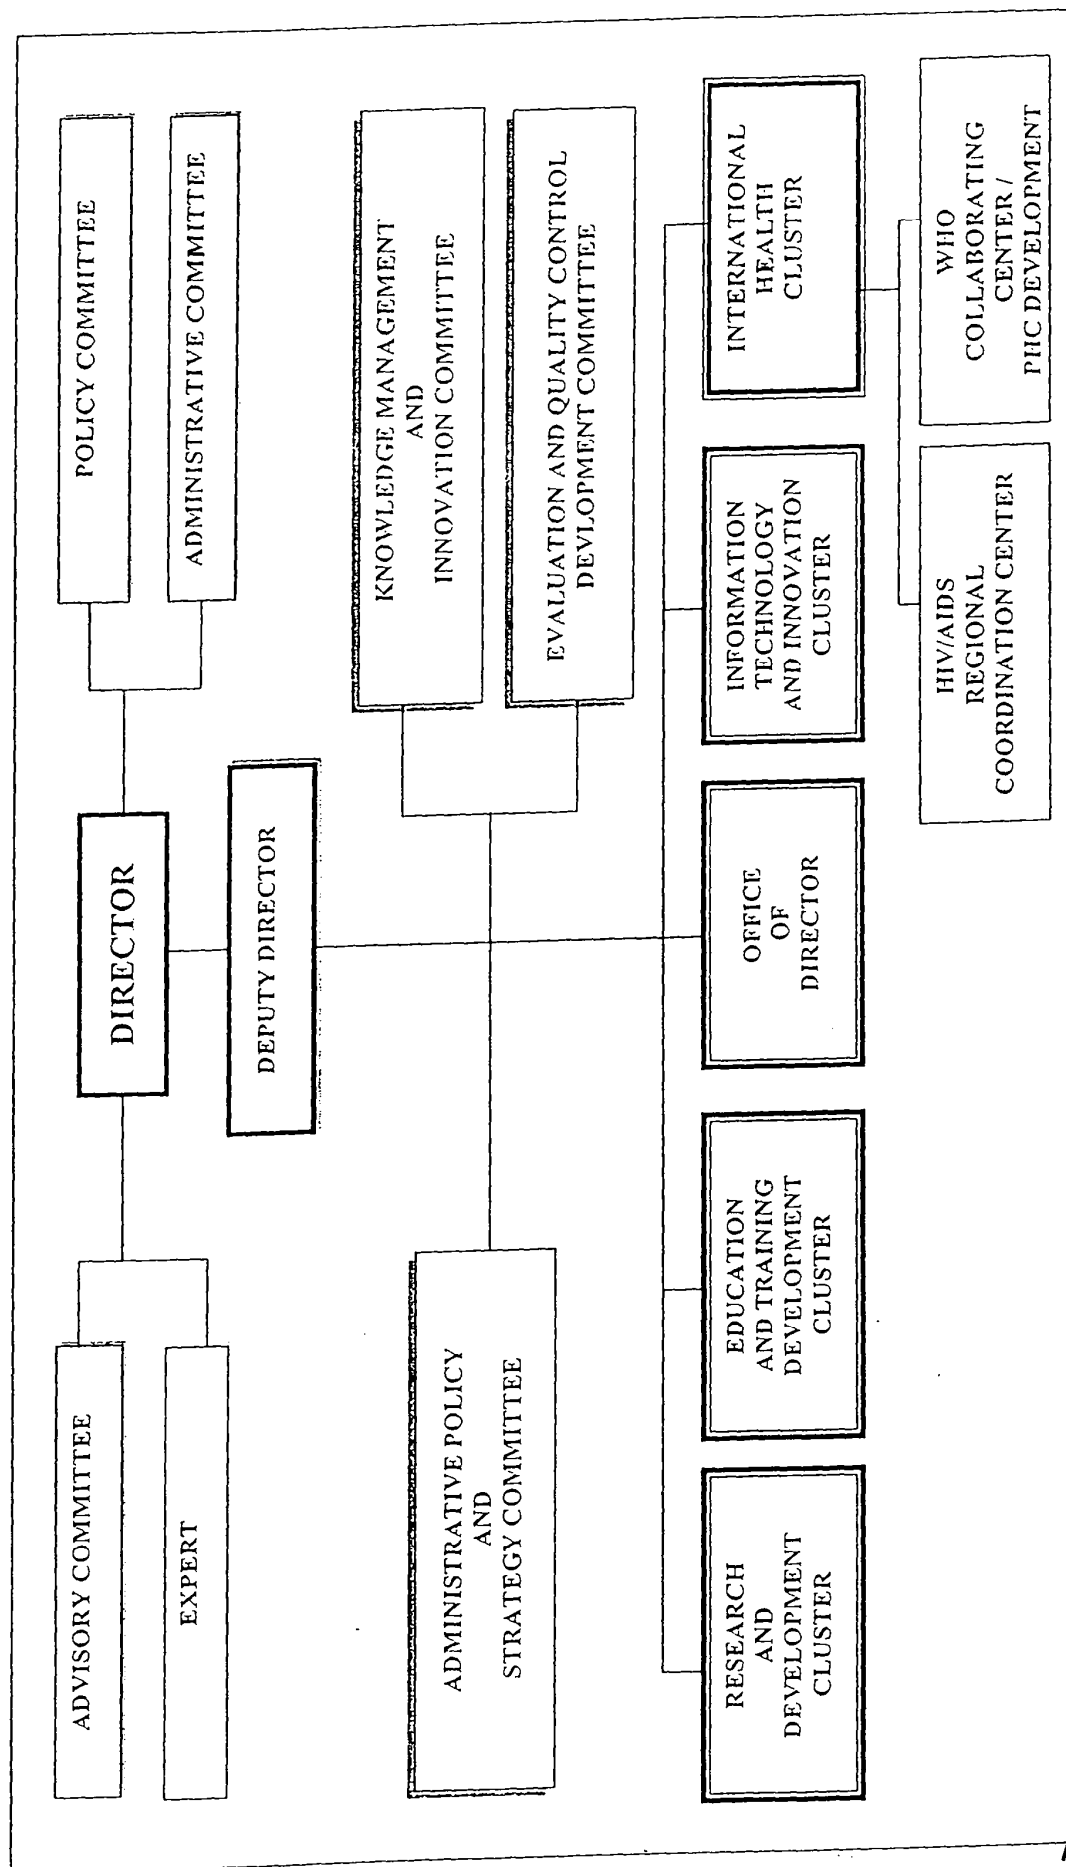 ADVISORY COMMITTEE
EXPERT
DIRECTOR
DEPUTY DIRECTOR
POLICY COMMITTEE
ADMINISTRATIVE COMMITTEE
ADMINISTRATIVE POLICY
AND
STRATEGY COMMITTEE
KNOWLEDGE MANAGEMENT
AND
INNOVATION COMMITTEE
EVALUATION AND QUALITY CONTROL
DEVLOPMENT COMMITTEE
RESEARCH
AND
DEVELOPMENT
CLUSTER
EDUCATION
AND TRAINING
DEVELOPMENT
CLUSTER
OFFICE
OF
DIRECTOR
INFORMATION
TECHNOLOGY
AND INNOVATION
CLUSTER
INTERNATIONAL
HEALTH
CLUSTER
HIV/AIDS
REGIONAL
COORDINATION CENTER
WHO
COLLABORATING
CENTER /
PHC DEVELOPMENT